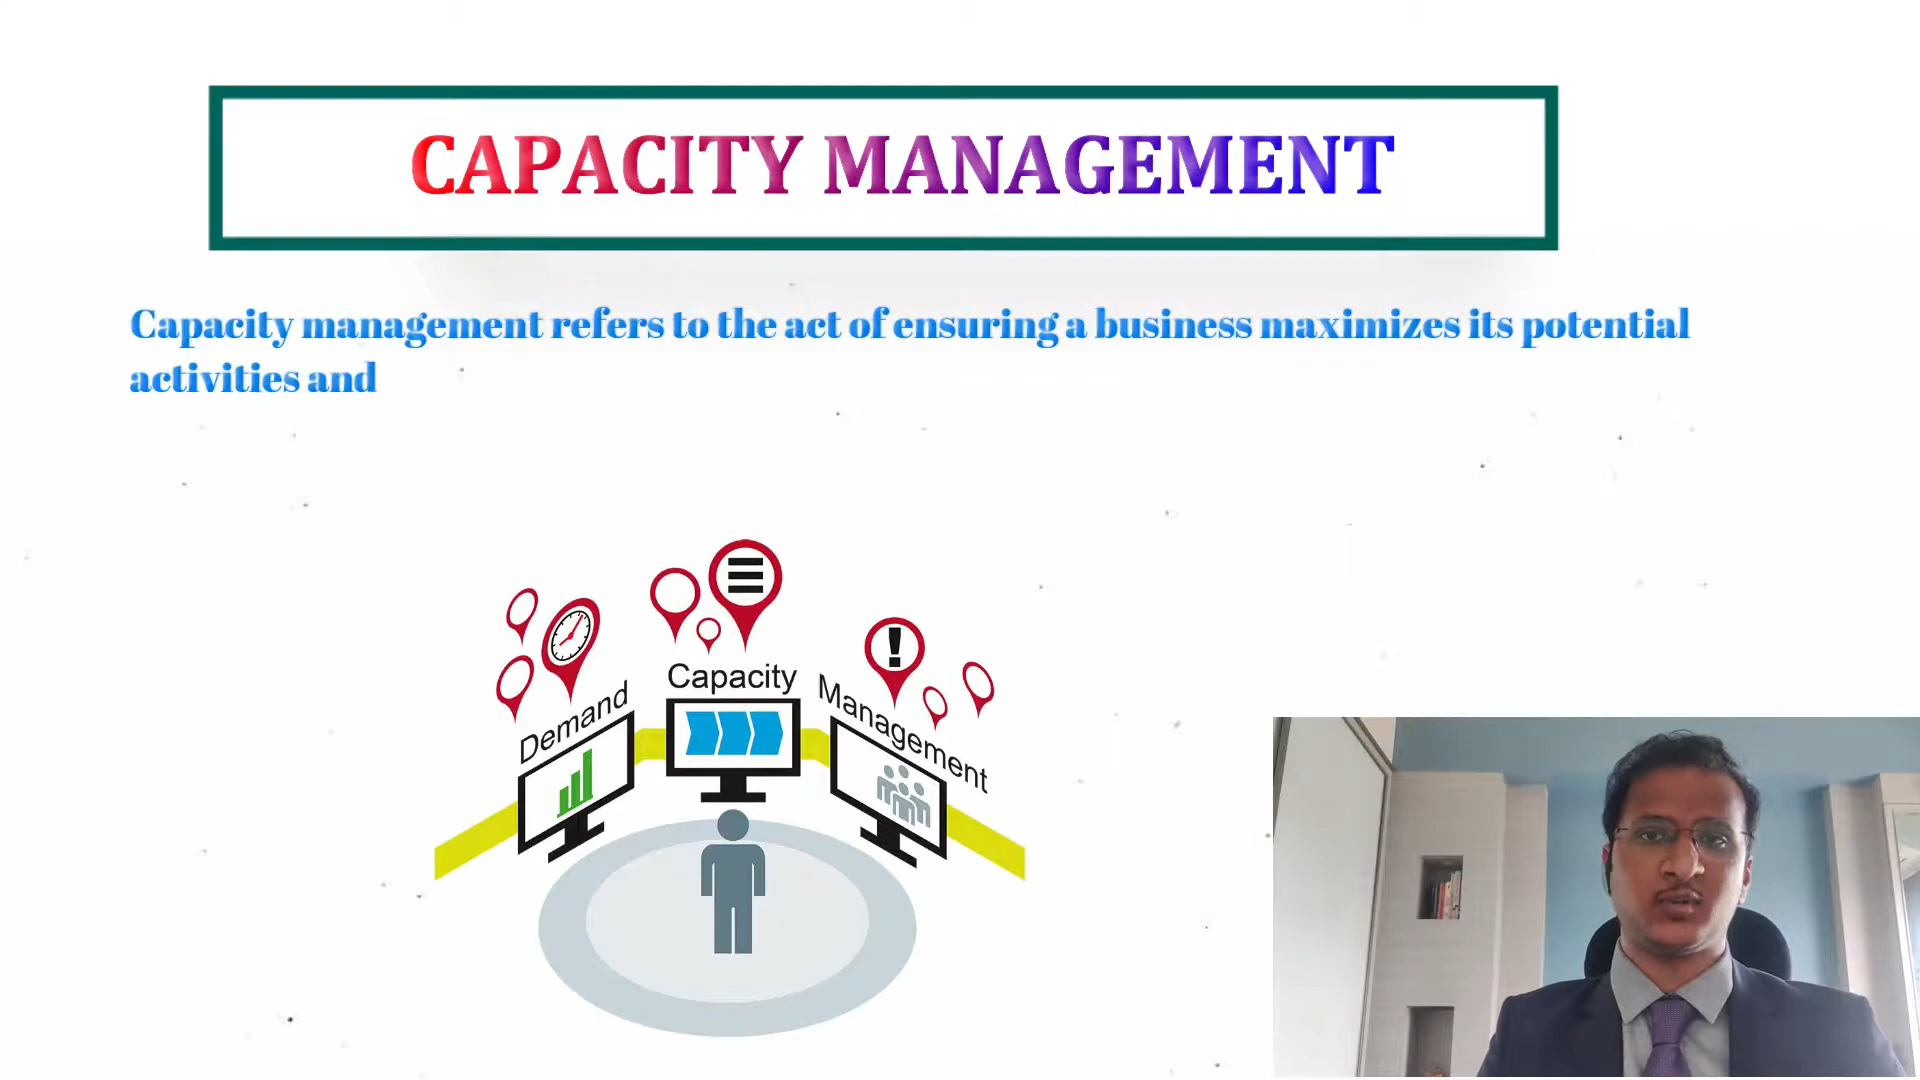 CAPACITY MANAGEMENT
Capacity management refers to the act of ensuring a business maximizes its potential
activities and
Demand
Capacity
Management